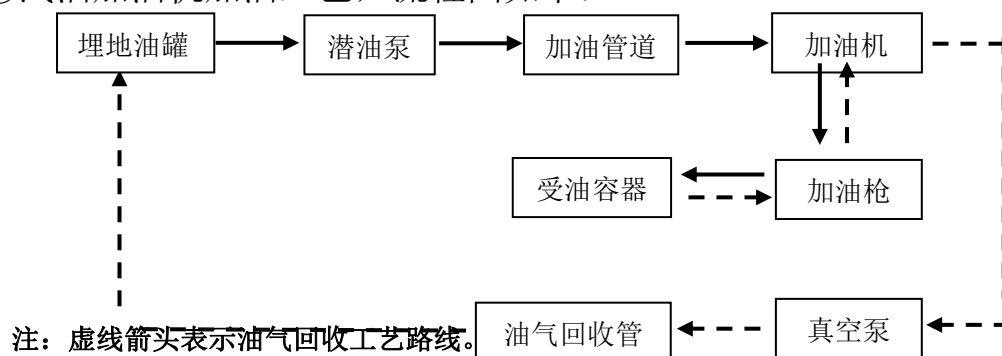 埋地油罐
潜油泵
加油管道
加油机
受油容器
加油枪
注：虚线箭头表示油气回收工艺路线。
油气回收管
真空泵